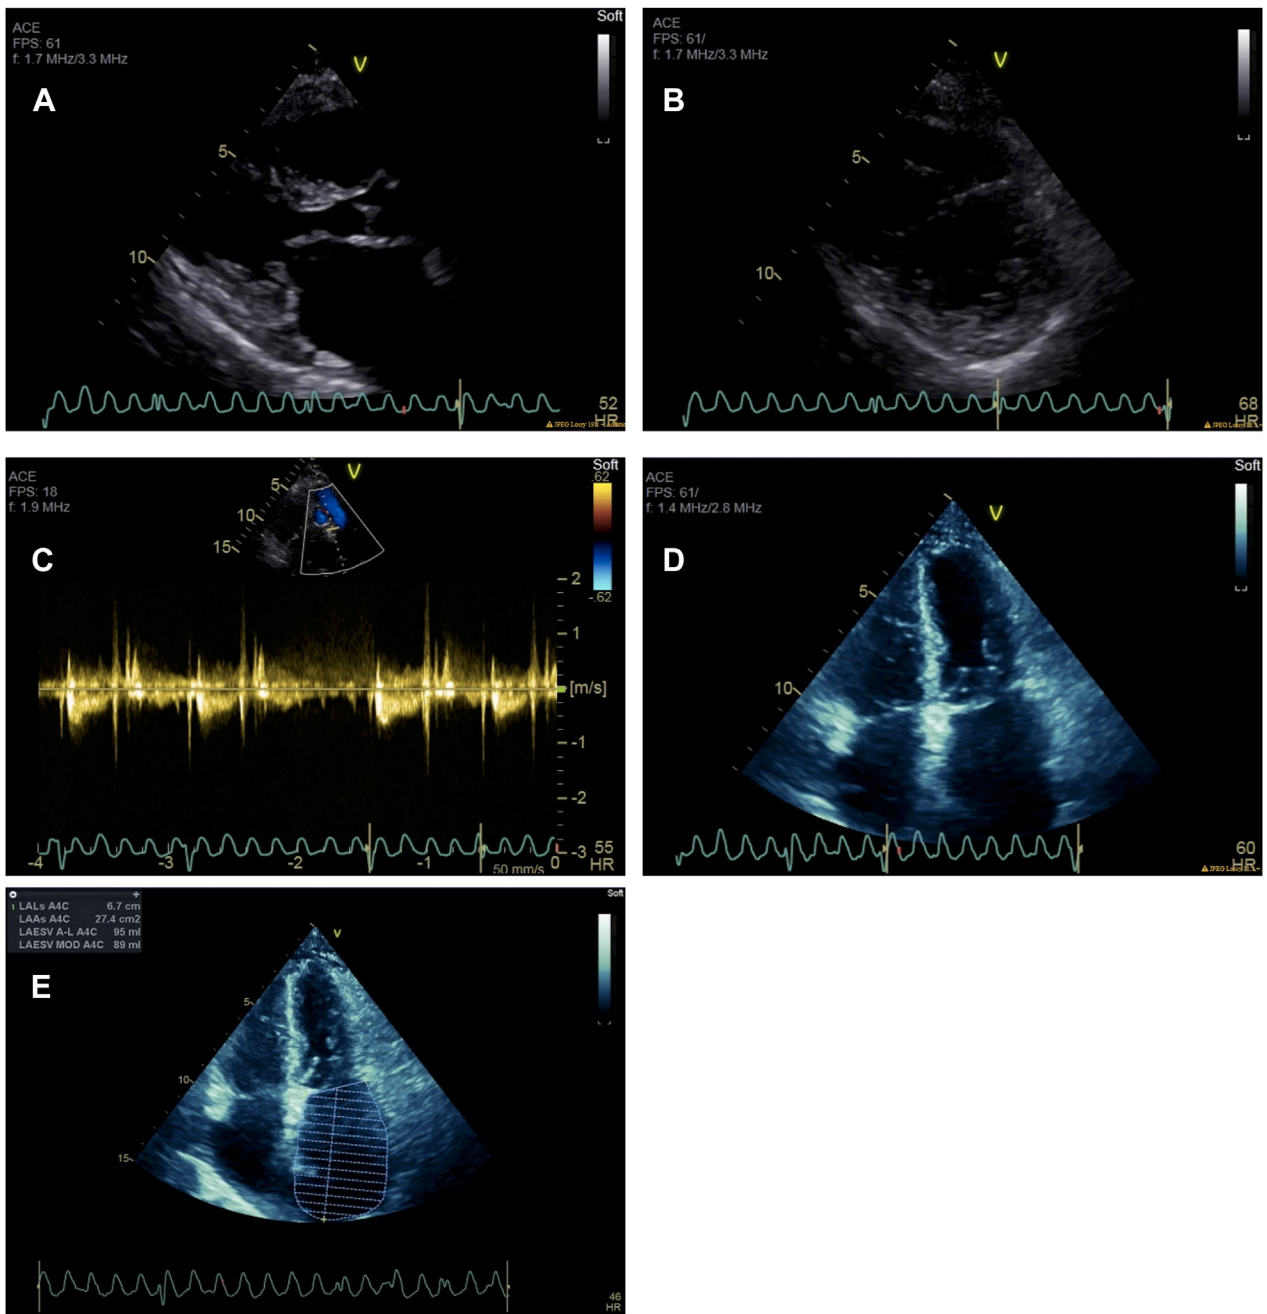 Soft
ACE
FPS: 61
f: 1.7 MHz/3.3 MHz
V
A
5
10
52
HR
ACE
FPS: 61/
f: 1.7 MHz/3.3 MHz
V
B
5
10
68
HR
Soft
ACE
FPS: 18
f: 1.9 MHz
V
.62
-.62
C
5
10
15
2
1
[m/s]
-1
-2
-3
-4
-3
-2
-1
0
50 mm/s
55
HR
Soft
ACE
FPS: 61/
f: 1.4 MHz/2.8 MHz
V
D
5
10
60
HR
Soft
1 LALs A4C 6.7 cm
LAAs A4C 27.4 cm2
LAESV A-L A4C 95 ml
LAESV MOD A4C 89 ml
V
E
5
10
15
46
HR